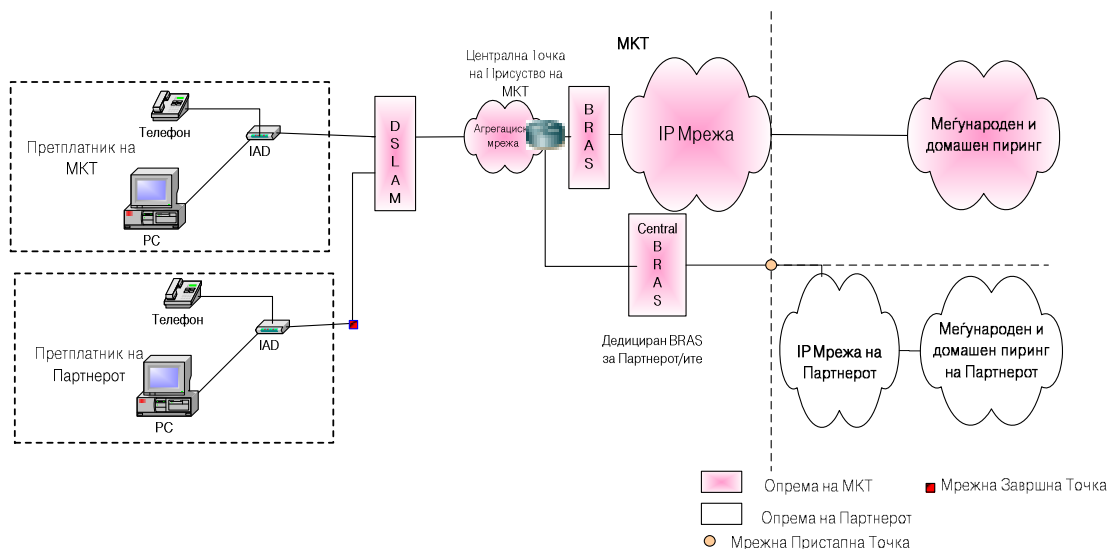 МКТ
Централна Точка
на Присуство на
МКТ
Телефон
IAD
Претплатник на
МКТ
PC
D
S
L
A
M
мрежа
B
R
A
S
IP Мрежа
Меѓународен и
домашен пиринг
Телефон
IAD
Претплатник на
Партнерот
PC
Central
B
R
A
S
Дедициран BRAS
за Партнерот/ите
IP Мрежа на
Партнерот
Меѓународен и
домашен пиринг
на Партнерот
Опрема на МКТ
Мрежна Завршна Точка
Опрема на Партнерот
Мрежна Пристапна Точка